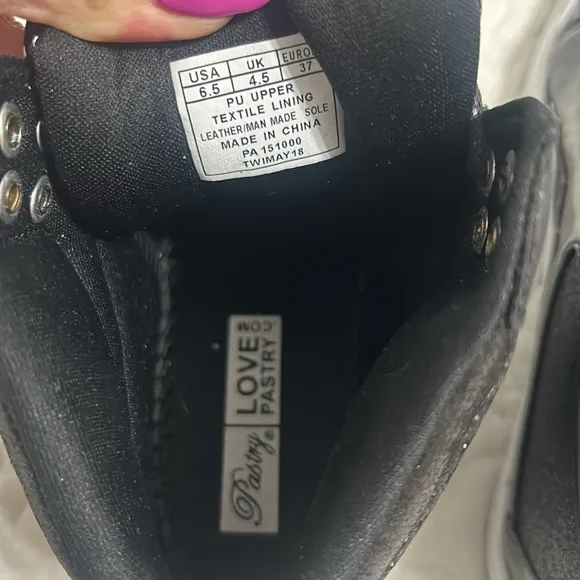 USA UK EURO
6.5 4.5 37
PU UPPER
TEXTILE LINING
LEATHER/MAN MADE SOLE
MADE IN CHINA
PA 151000
TWIMAY18
Pastry®
LOVE
PASTRY
.COM